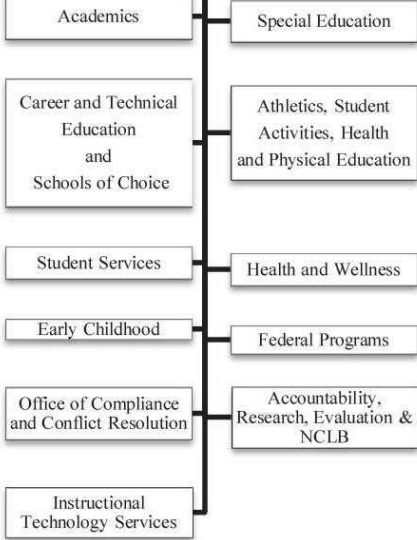 Academics
Special Education
Career and Technical
Education
and
Schools of Choice
Athletics, Student
Activities, Health
and Physical Education
Student Services
Health and Wellness
Early Childhood
Federal Programs
Office of Compliance
and Conflict Resolution
Accountability,
Research, Evaluation &
NCLB
Instructional
Technology Services